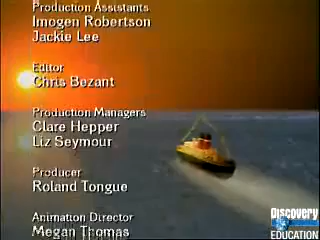 Production Assistants
Imogen Robertson
Jackie Lee
Editor
Chris Bezant
Production Managers
Clare Hepper
Liz Seymour
Producer
Roland Tongue
Animation Director
Megan Thomas
Discovery
EDUCATION